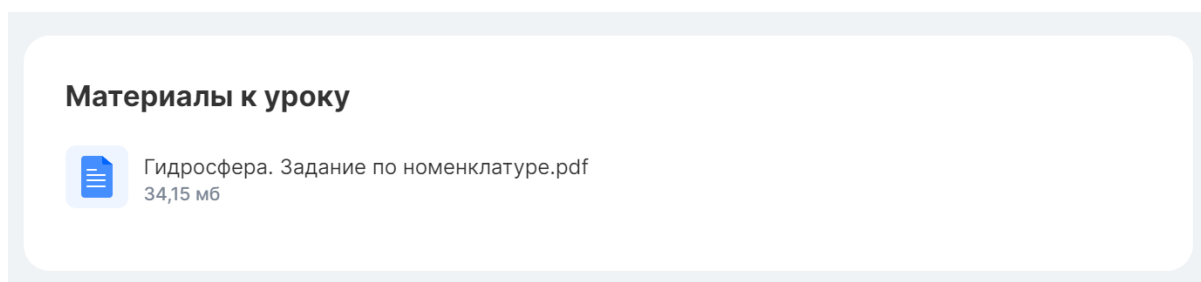 Материалы к уроку
Гидросфера. Задание по номенклатуре.pdf
34,15 мб